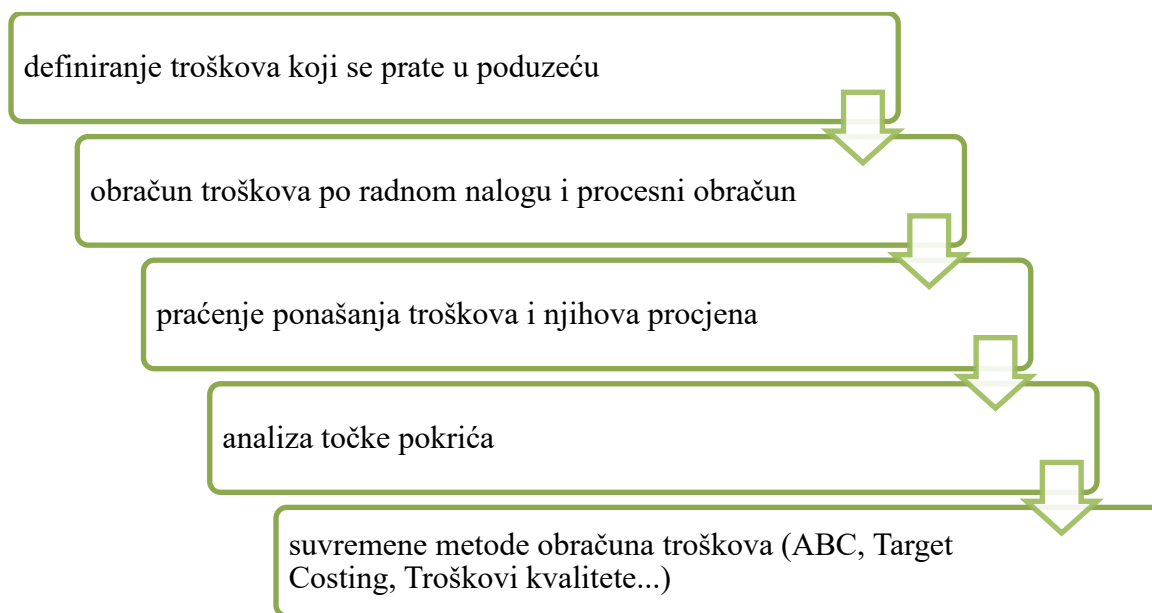 definiranje troškova koji se prate u poduzeću
obračun troškova po radnom nalogu i procesni obračun
praćenje ponašanja troškova i njihova procjena
analiza točke pokrića
suvremene metode obračuna troškova (ABC, Target
Costing, Troškovi kvalitete...)